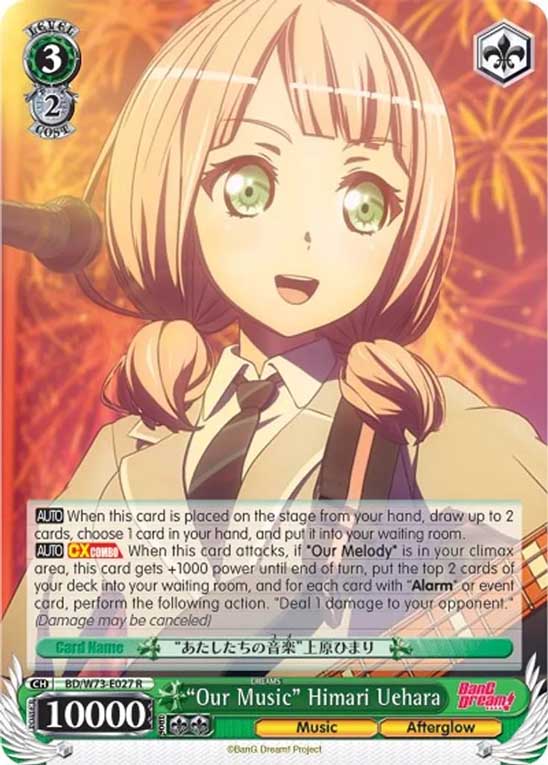 LEVEL
3
2
COST
AUTO When this card is placed on the stage from your hand, draw up to 2
cards, choose 1 card in your hand, and put it into your waiting room.
AUTO CX COMBO When this card attacks, if "Our Melody" is in your climax
area, this card gets +1000 power until end of turn, put the top 2 cards of
your deck into your waiting room, and for each card with "Alarm" or event
card, perform the following action. "Deal 1 damage to your opponent."
(Damage may be canceled)
Card Name “あたしたちの音楽”上原ひまり
CH BD/W73-E027 R
DREAMS
“Our Music” Himari Uehara
BanG Dream!
POWER 10000 SOUL
Music Afterglow
©BanG Dream! Project